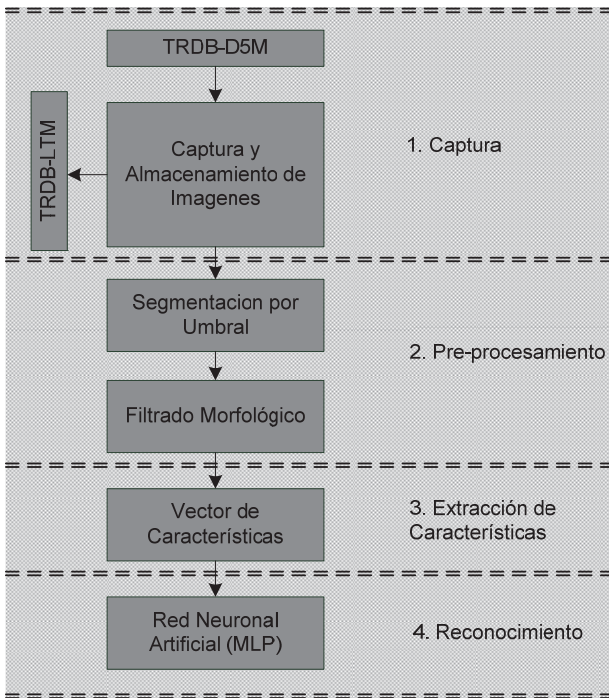 TRDB-D5M
TRDB-LTM
Captura y
Almacenamiento de
Imagenes
1. Captura
Segmentacion por
Umbral
2. Pre-procesamiento
Filtrado Morfológico
Vector de
Características
3. Extracción de
Características
Red Neuronal
Artificial (MLP)
4. Reconocimiento